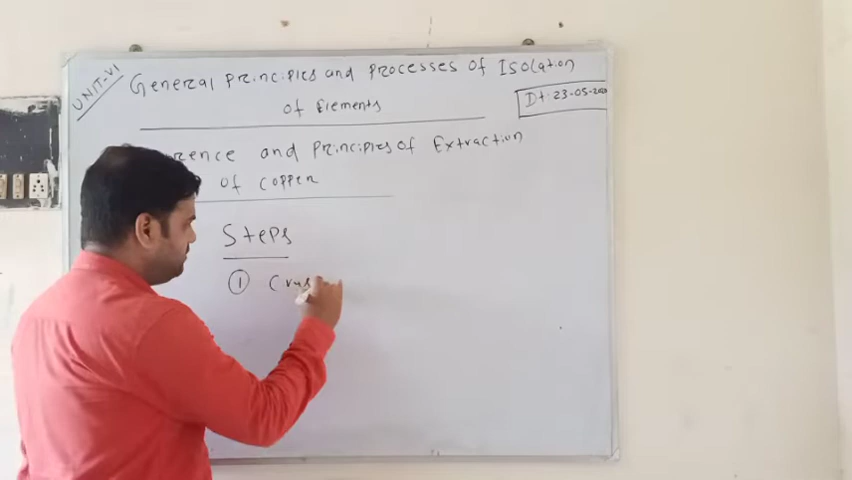 UNIT-VI
General Principles and Processes of Isolation
of Elements
Dt: 23-05-2020
and Principles of Extraction
of Copper
Steps
①